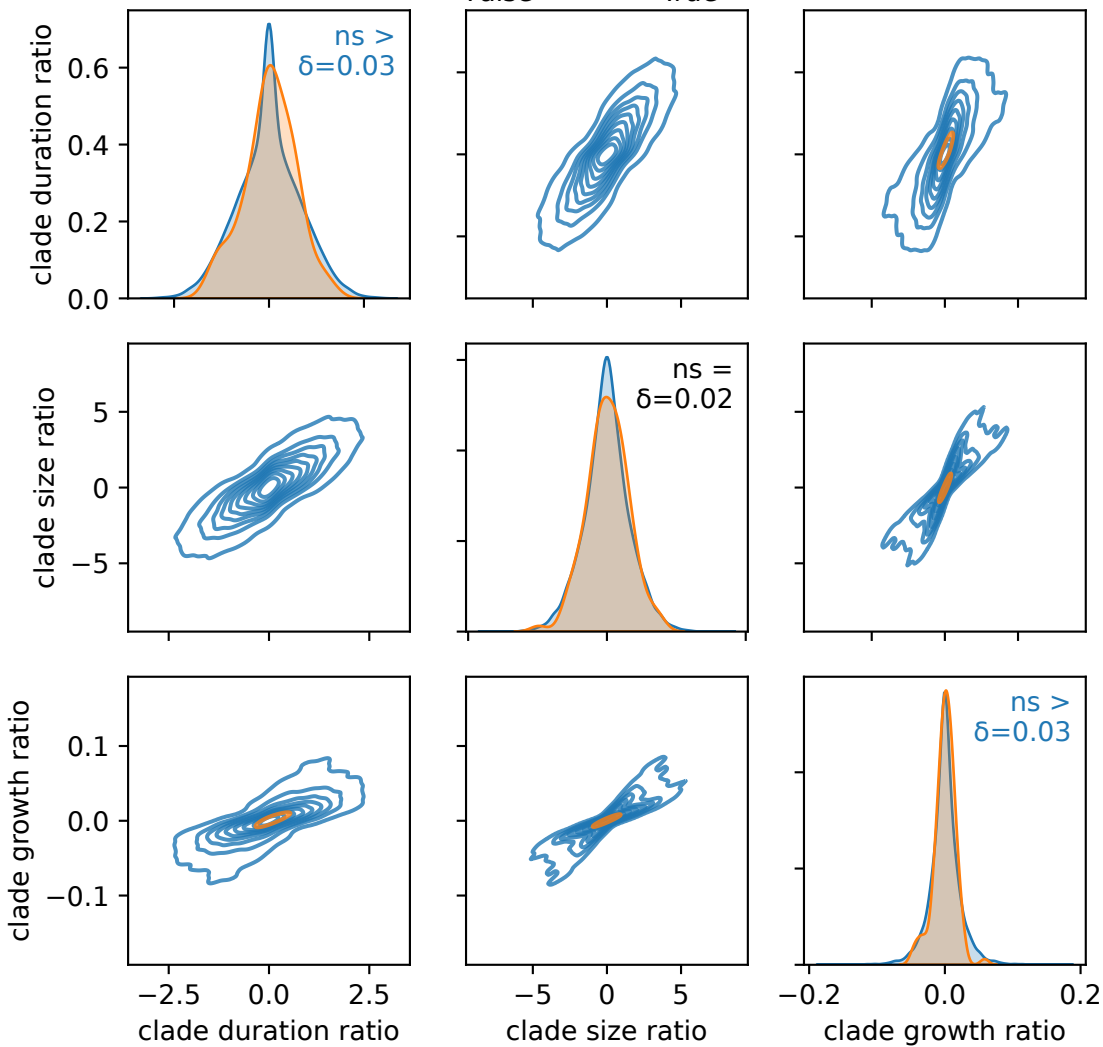 ns >
δ=0.03
clade duration ratio
0.6
0.4
0.2
0.0
ns =
δ=0.02
clade size ratio
5
0
−5
ns >
δ=0.03
clade growth ratio
0.1
0.0
−0.1
−2.5 0.0 2.5
−5 0 5
−0.2 0.0 0.2
clade duration ratio
clade size ratio
clade growth ratio